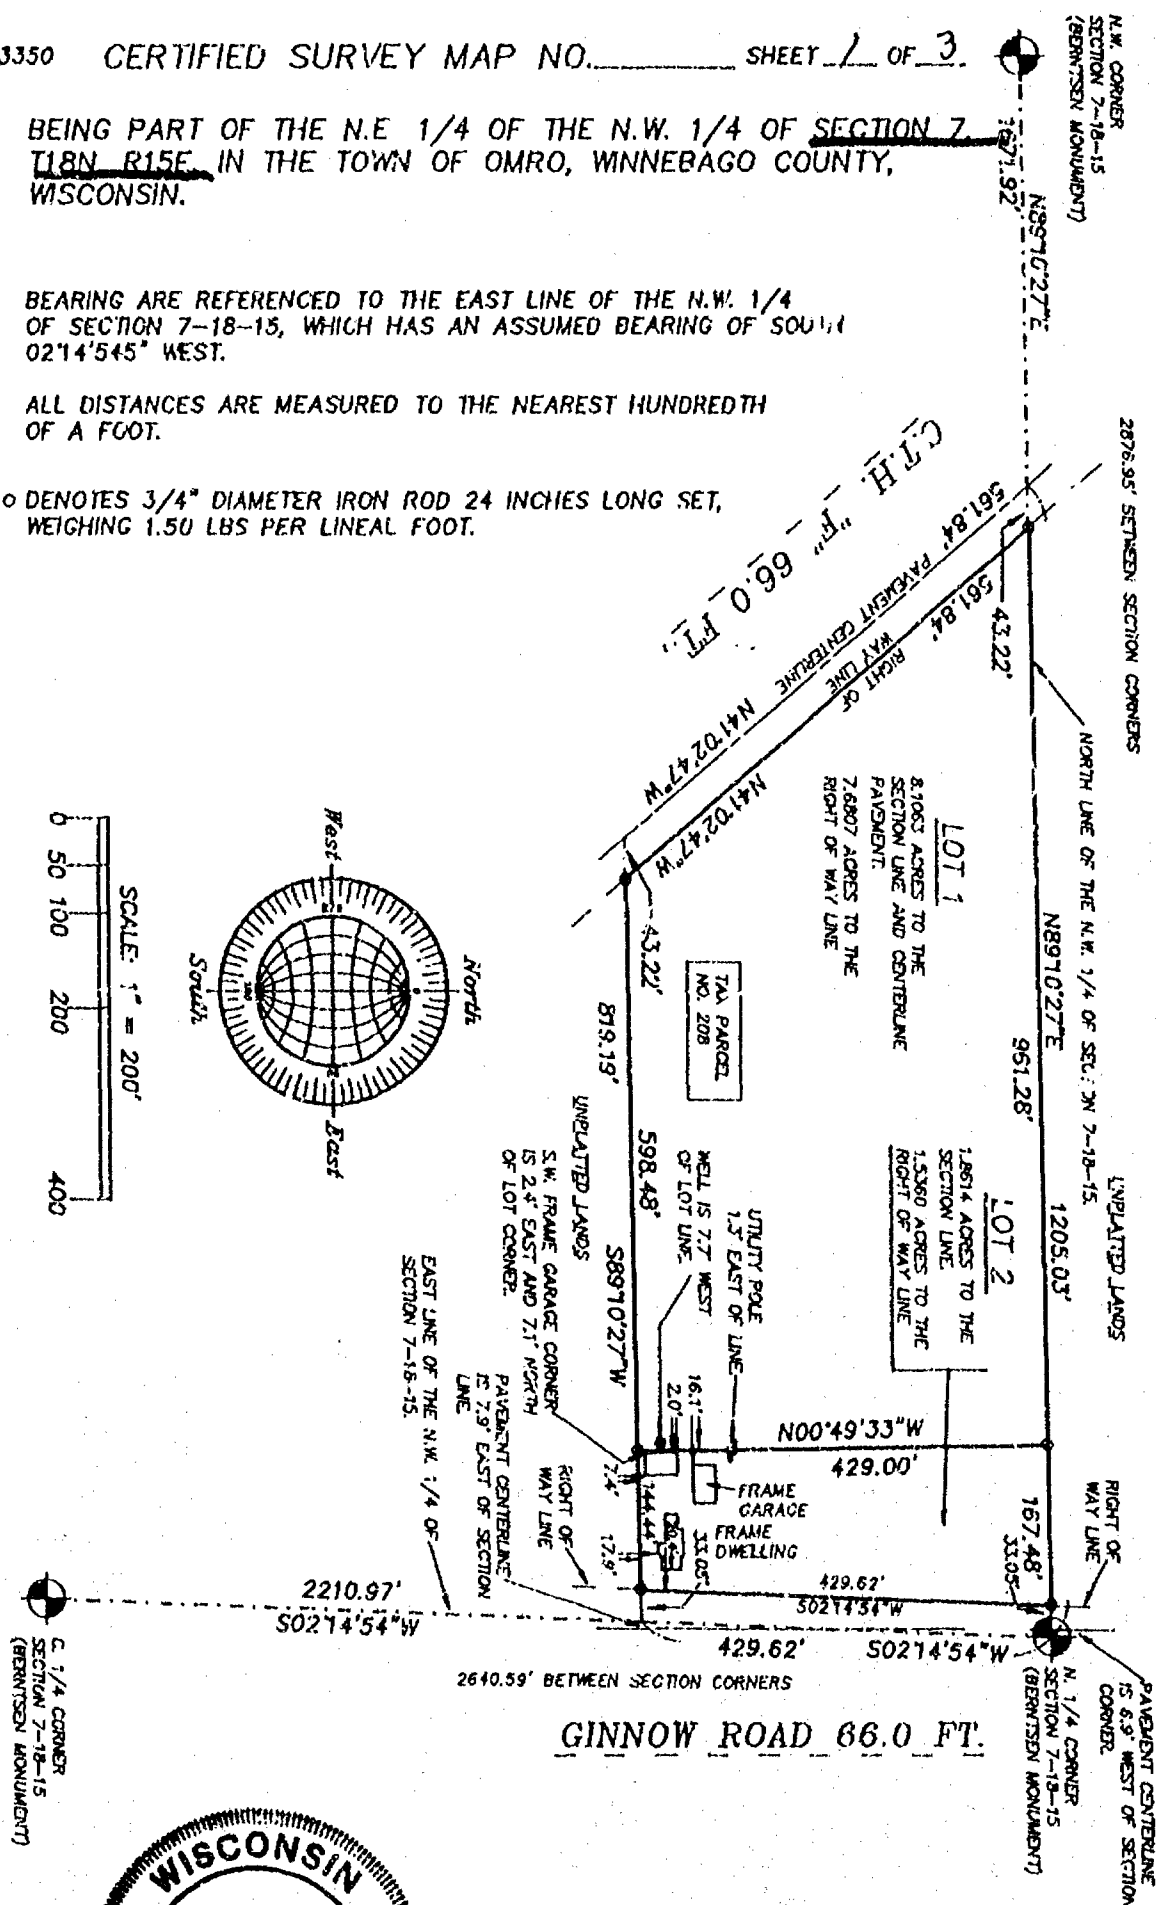 3350 CERTIFIED SURVEY MAP NO. SHEET 1 OF 3.
BEING PART OF THE N.E 1/4 OF THE N.W. 1/4 OF SECTION 7,
T18N R15E. IN THE TOWN OF OMRO, WINNEBAGO COUNTY,
WISCONSIN.
N.W. CORNER
SECTION 7-18-15
(BERNTSEN MONUMENT)
1671.92'
N89°10'27"E
BEARING ARE REFERENCED TO THE EAST LINE OF THE N.W. 1/4
OF SECTION 7-18-15, WHICH HAS AN ASSUMED BEARING OF SOUTH
02°14'545" WEST.
ALL DISTANCES ARE MEASURED TO THE NEAREST HUNDREDTH
OF A FOOT.
o DENOTES 3/4" DIAMETER IRON ROD 24 INCHES LONG SET,
WEIGHING 1.50 LBS PER LINEAL FOOT.
2876.95' BETWEEN SECTION CORNERS
C.T.H. "F" 66.0 FT.
561.84' PAVEMENT CENTERLINE N41°02'47"W
561.84'
RIGHT OF
WAY LINE
N41°02'47"W
43.22'
NORTH LINE OF THE N.W. 1/4 OF SECTION 7-18-15.
LOT 1
8.1063 ACRES TO THE
SECTION LINE AND CENTERLINE
PAVEMENT.
7.6807 ACRES TO THE
RIGHT OF WAY LINE
N89°10'27"E
961.28'
1205.03'
UNPLATTED LANDS
TAX PARCEL
NO. 208
43.22'
819.19'
598.48'
S89°10'27"W
UNPLATTED LANDS
LOT 2
1.8614 ACRES TO THE
SECTION LINE.
1.5360 ACRES TO THE
RIGHT OF WAY LINE
UTILITY POLE
1.3' EAST OF LINE
WELL IS 7.7' WEST
OF LOT LINE.
S.W. FRAME GARAGE CORNER
IS 2.4' EAST AND 7.1' NORTH
OF LOT CORNER.
16.1'
2.0'
N00°49'33"W
429.00'
FRAME
GARAGE
FRAME
DWELLING
7.4'
144.44'
17.9'
33.05'
167.48'
33.05'
RIGHT OF
WAY LINE
RIGHT OF
WAY LINE
PAVEMENT CENTERLINE
IS 7.9' EAST OF SECTION
LINE.
EAST LINE OF THE N.W. 1/4 OF
SECTION 7-18-15.
429.62'
S02°14'54"W
2210.97'
S02°14'54"W
429.62' S02°14'54"W
2640.59' BETWEEN SECTION CORNERS
GINNOW ROAD 66.0 FT.
N. 1/4 CORNER
SECTION 7-18-15
(BERNTSEN MONUMENT)
PAVEMENT CENTERLINE
IS 6.9' WEST OF SECTION
CORNER.
C. 1/4 CORNER
SECTION 7-18-15
(BERNTSEN MONUMENT)
North
West
East
South
SCALE: 1" = 200'
0 50 100 200 400
WISCONSIN